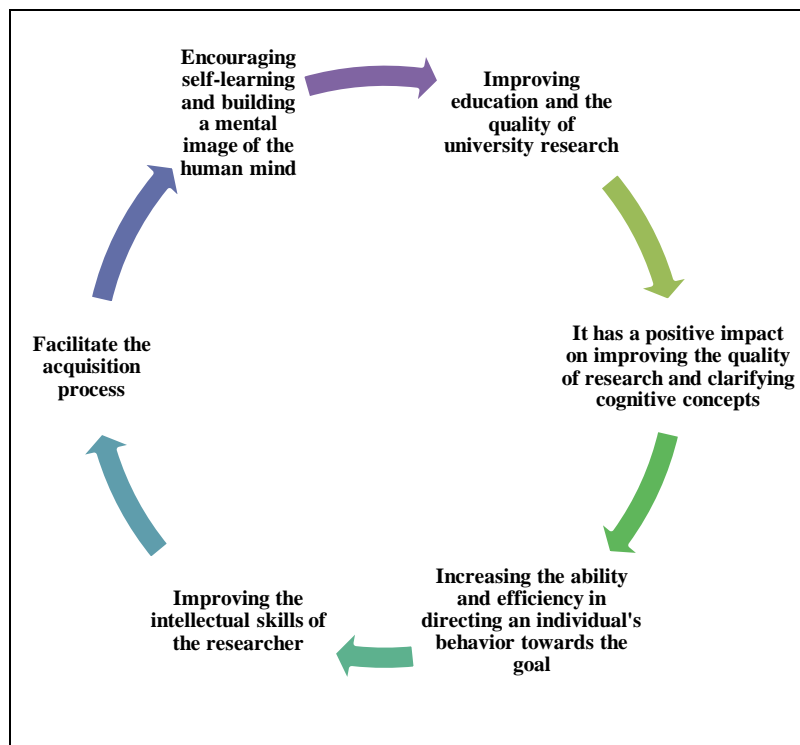 Encouraging
self-learning
and building
a mental
image of the
human mind
Improving
education and the
quality of
university research
It has a positive impact
on improving the quality
of research and clarifying
cognitive concepts
Increasing the ability
and efficiency in
directing an individual's
behavior towards the
goal
Improving the
intellectual skills of
the researcher
Facilitate the
acquisition
process